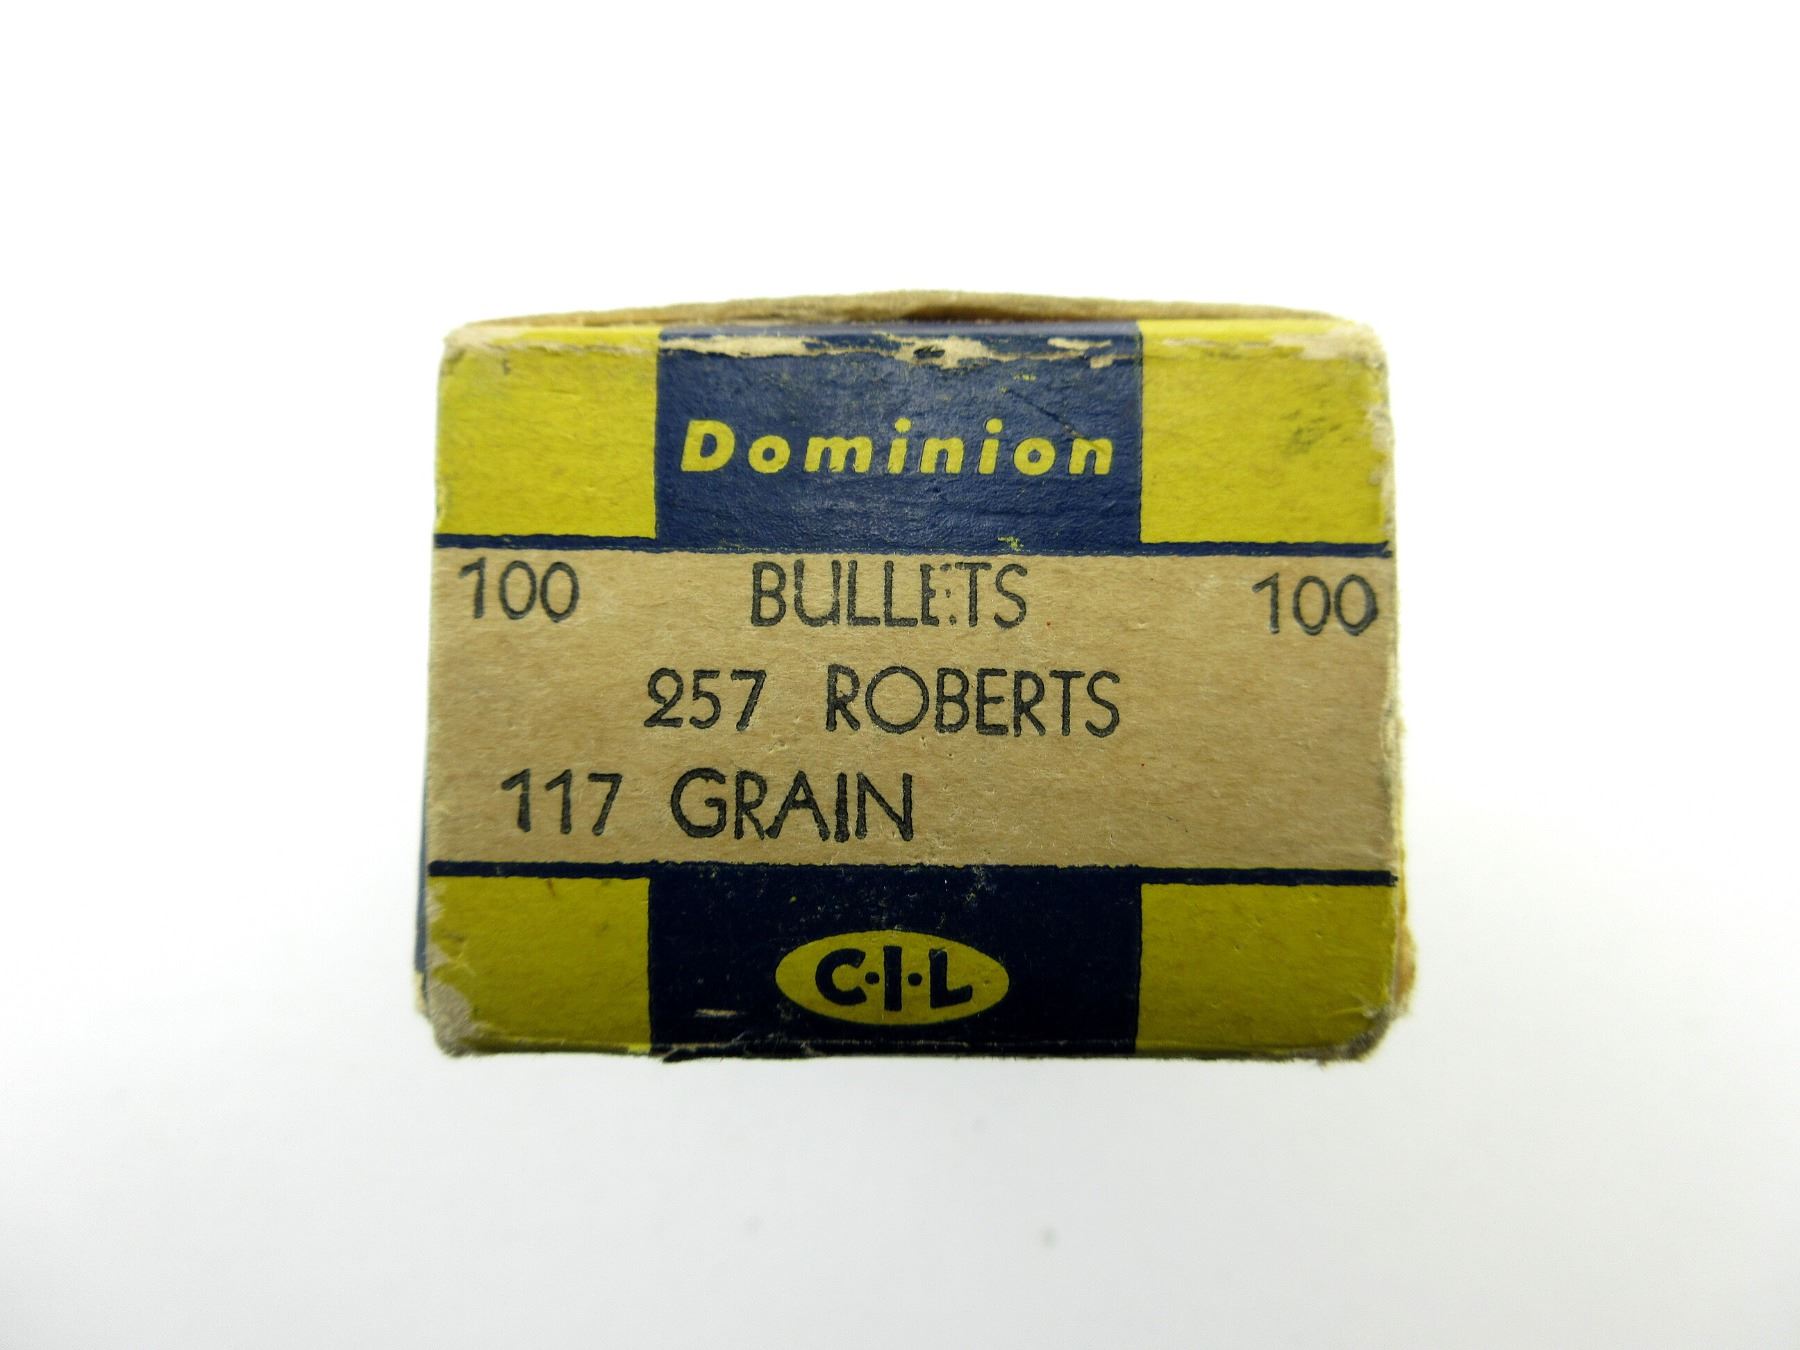 Dominion
100 BULLETS 100
257 ROBERTS
117 GRAIN
C·I·L